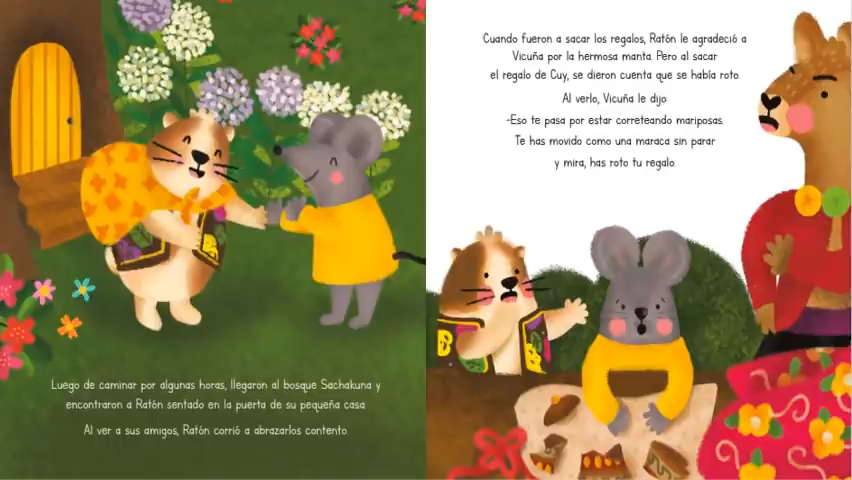 Luego de caminar por algunas horas, llegaron al bosque Sachakuna y
encontraron a Ratón sentado en la puerta de su pequeña casa.
Al ver a sus amigos, Ratón corrió a abrazarlos contento.
Cuando fueron a sacar los regalos, Ratón le agradeció a
Vicuña por la hermosa manta. Pero al sacar
el regalo de Cuy, se dieron cuenta que se había roto.
Al verlo, Vicuña le dijo:
-Eso te pasa por estar correteando mariposas.
Te has movido como una maraca sin parar
y mira, has roto tu regalo.